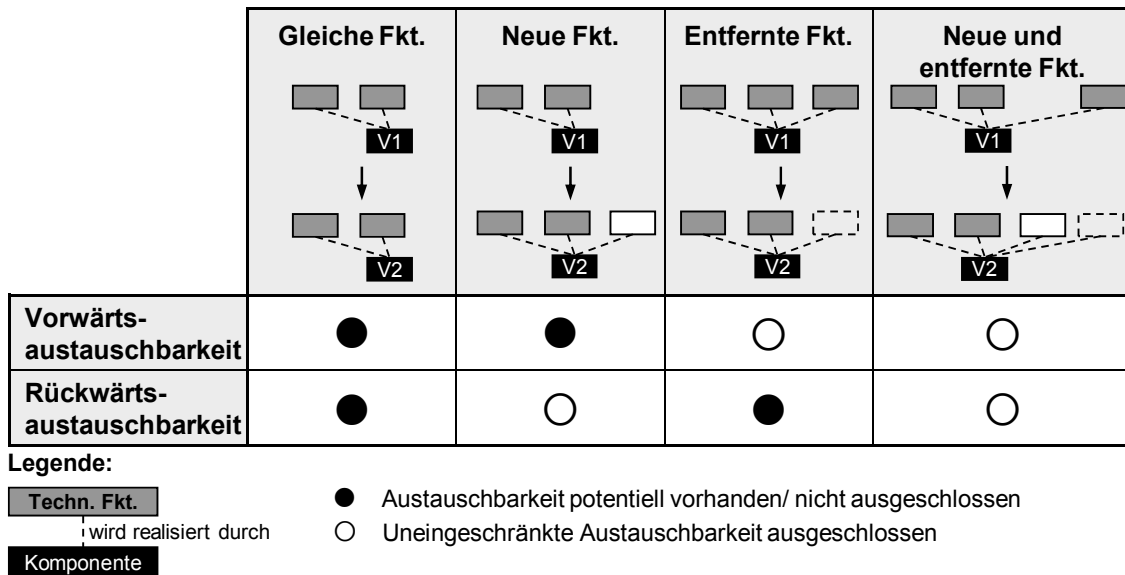 Gleiche Fkt.
Neue Fkt.
Entfernte Fkt.
Neue und
entfernte Fkt.
V1
V1
V1
V1
V2
V2
V2
V2
Vorwärts-
austauschbarkeit
Rückwärts-
austauschbarkeit
Legende:
Techn. Fkt.
wird realisiert durch
Komponente
Austauschbarkeit potentiell vorhanden/ nicht ausgeschlossen
Uneingeschränkte Austauschbarkeit ausgeschlossen